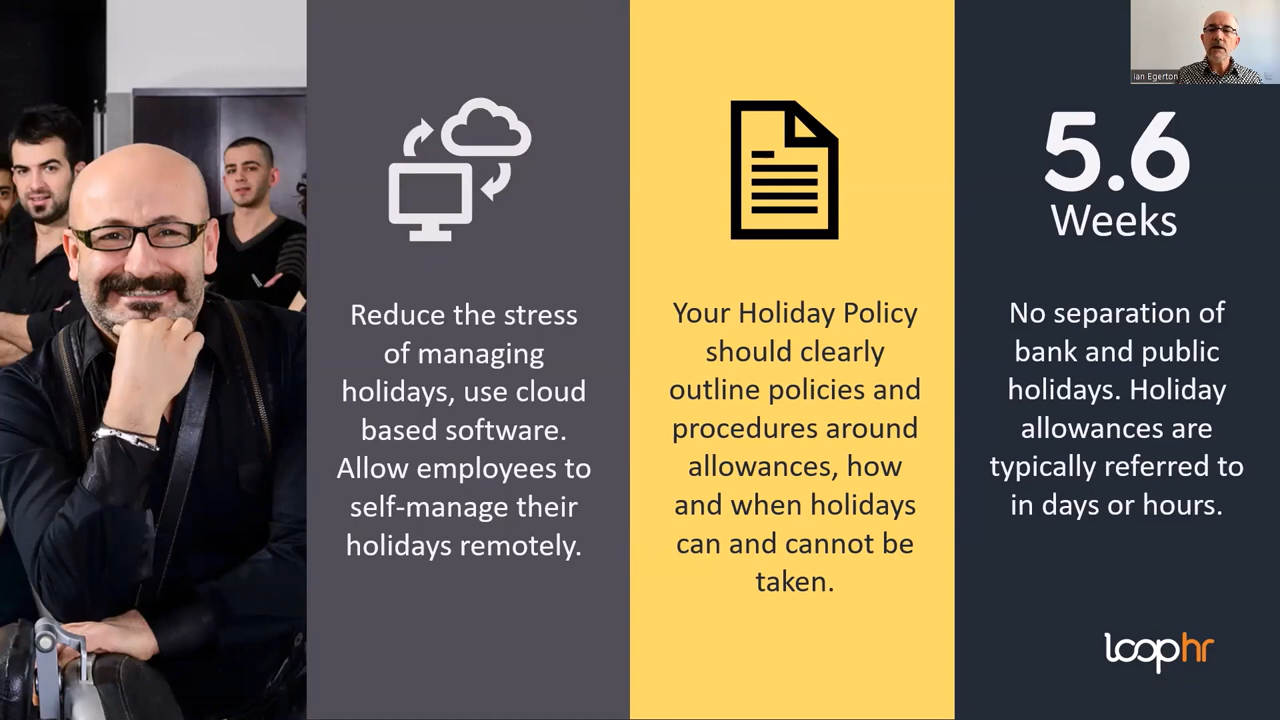 Reduce the stress
of managing
holidays, use cloud
based software.
Allow employees to
self-manage their
holidays remotely.
Your Holiday Policy
should clearly
outline policies and
procedures around
allowances, how
and when holidays
can and cannot be
taken.
Ian Egerton
5.6
Weeks
No separation of
bank and public
holidays. Holiday
allowances are
typically referred to
in days or hours.
loophr